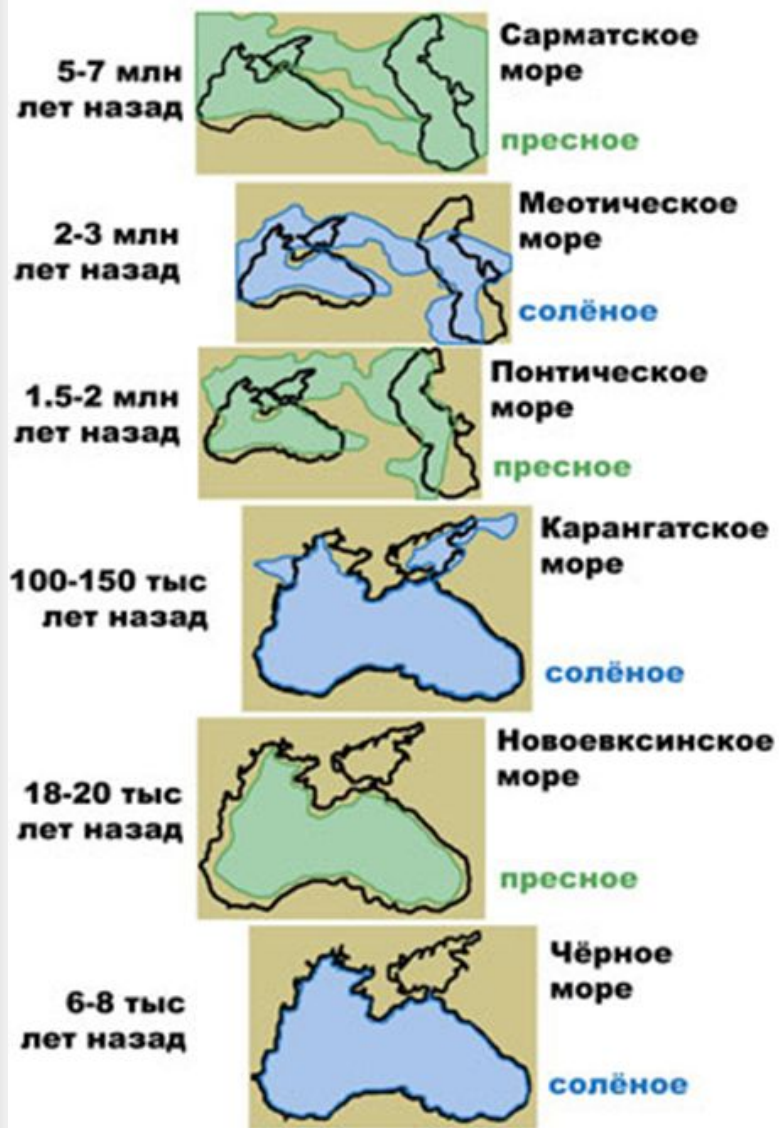 5-7 млн
лет назад
Сарматское
море
пресное
2-3 млн
лет назад
Меотическое
море
солёное
1.5-2 млн
лет назад
Понтическое
море
пресное
100-150 тыс
лет назад
Карангатское
море
солёное
18-20 тыс
лет назад
Новоевксинское
море
пресное
6-8 тыс
лет назад
Чёрное
море
солёное